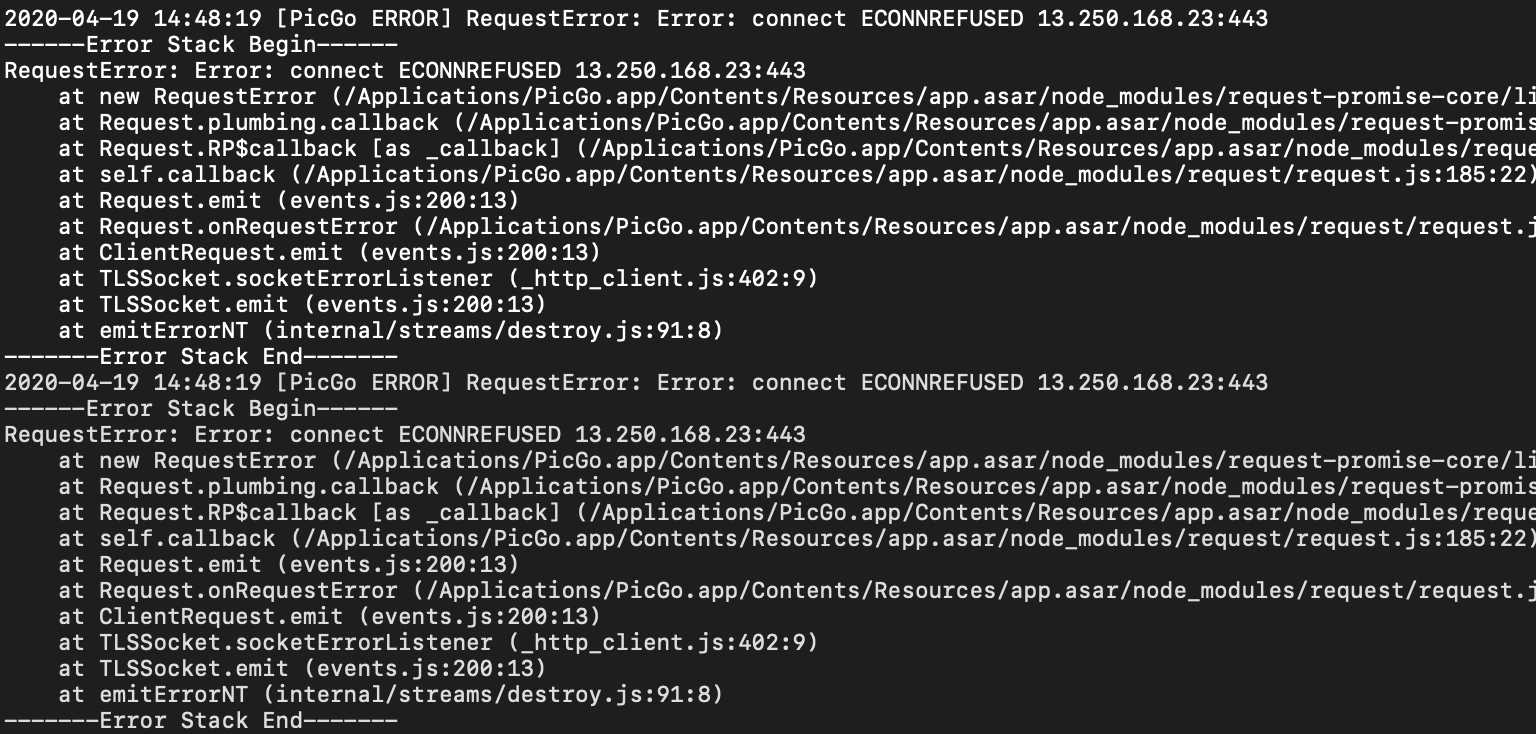 2020-04-19 14:48:19 [PicGo ERROR] RequestError: Error: connect ECONNREFUSED 13.250.168.23:443
------Error Stack Begin------
RequestError: Error: connect ECONNREFUSED 13.250.168.23:443
    at new RequestError (/Applications/PicGo.app/Contents/Resources/app.asar/node_modules/request-promise-core/li
    at Request.plumbing.callback (/Applications/PicGo.app/Contents/Resources/app.asar/node_modules/request-promis
    at Request.RP$callback [as _callback] (/Applications/PicGo.app/Contents/Resources/app.asar/node_modules/reque
    at self.callback (/Applications/PicGo.app/Contents/Resources/app.asar/node_modules/request/request.js:185:22)
    at Request.emit (events.js:200:13)
    at Request.onRequestError (/Applications/PicGo.app/Contents/Resources/app.asar/node_modules/request/request.j
    at ClientRequest.emit (events.js:200:13)
    at TLSSocket.socketErrorListener (_http_client.js:402:9)
    at TLSSocket.emit (events.js:200:13)
    at emitErrorNT (internal/streams/destroy.js:91:8)
-------Error Stack End-------
2020-04-19 14:48:19 [PicGo ERROR] RequestError: Error: connect ECONNREFUSED 13.250.168.23:443
------Error Stack Begin------
RequestError: Error: connect ECONNREFUSED 13.250.168.23:443
    at new RequestError (/Applications/PicGo.app/Contents/Resources/app.asar/node_modules/request-promise-core/li
    at Request.plumbing.callback (/Applications/PicGo.app/Contents/Resources/app.asar/node_modules/request-promis
    at Request.RP$callback [as _callback] (/Applications/PicGo.app/Contents/Resources/app.asar/node_modules/reque
    at self.callback (/Applications/PicGo.app/Contents/Resources/app.asar/node_modules/request/request.js:185:22)
    at Request.emit (events.js:200:13)
    at Request.onRequestError (/Applications/PicGo.app/Contents/Resources/app.asar/node_modules/request/request.j
    at ClientRequest.emit (events.js:200:13)
    at TLSSocket.socketErrorListener (_http_client.js:402:9)
    at TLSSocket.emit (events.js:200:13)
    at emitErrorNT (internal/streams/destroy.js:91:8)
-------Error Stack End-------